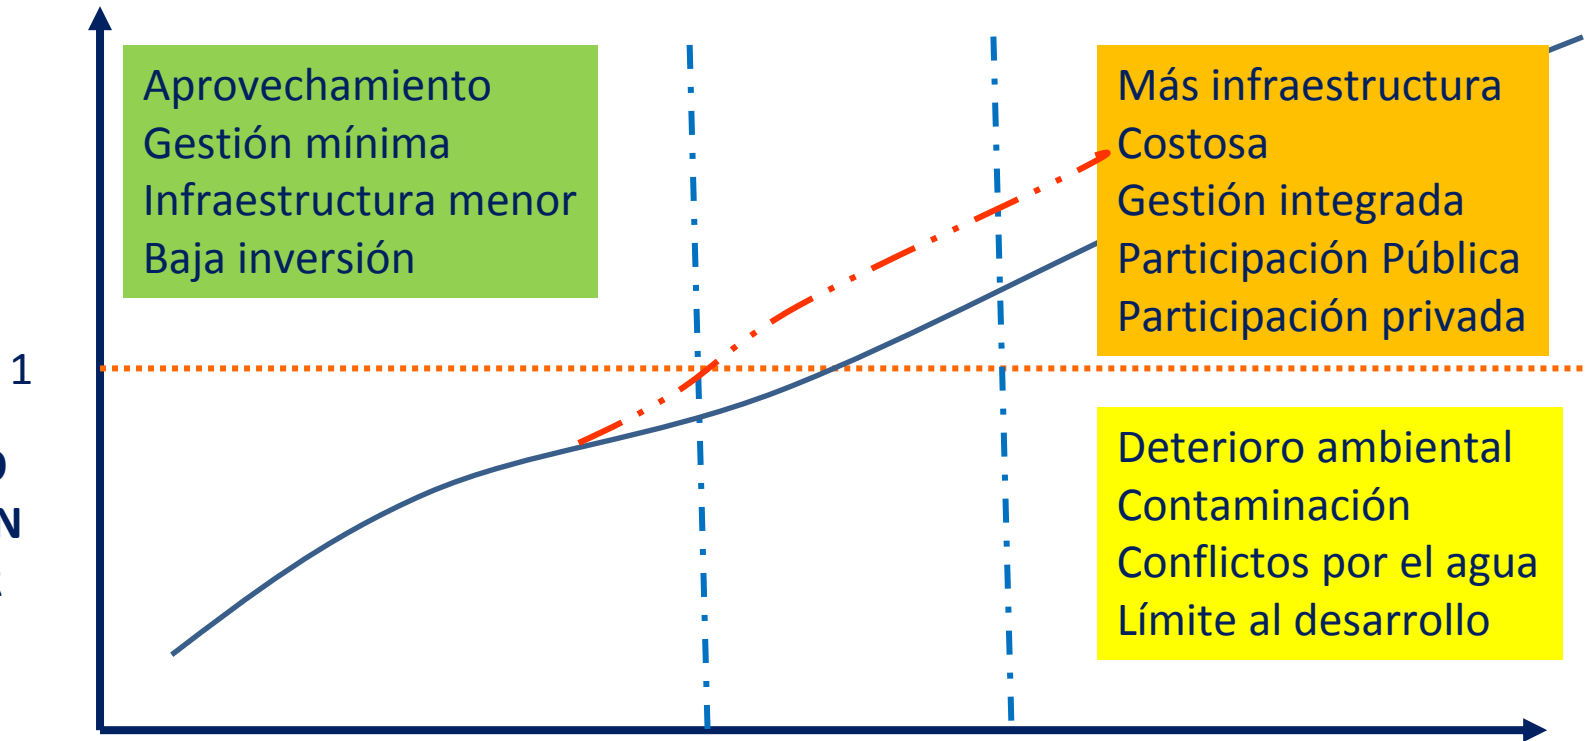 Aprovechamiento
Gestión mínima
Infraestructura menor
Baja inversión
Más infraestructura
Costosa
Gestión integrada
Participación Pública
Participación privada
1
Deterioro ambiental
Contaminación
Conflictos por el agua
Límite al desarrollo